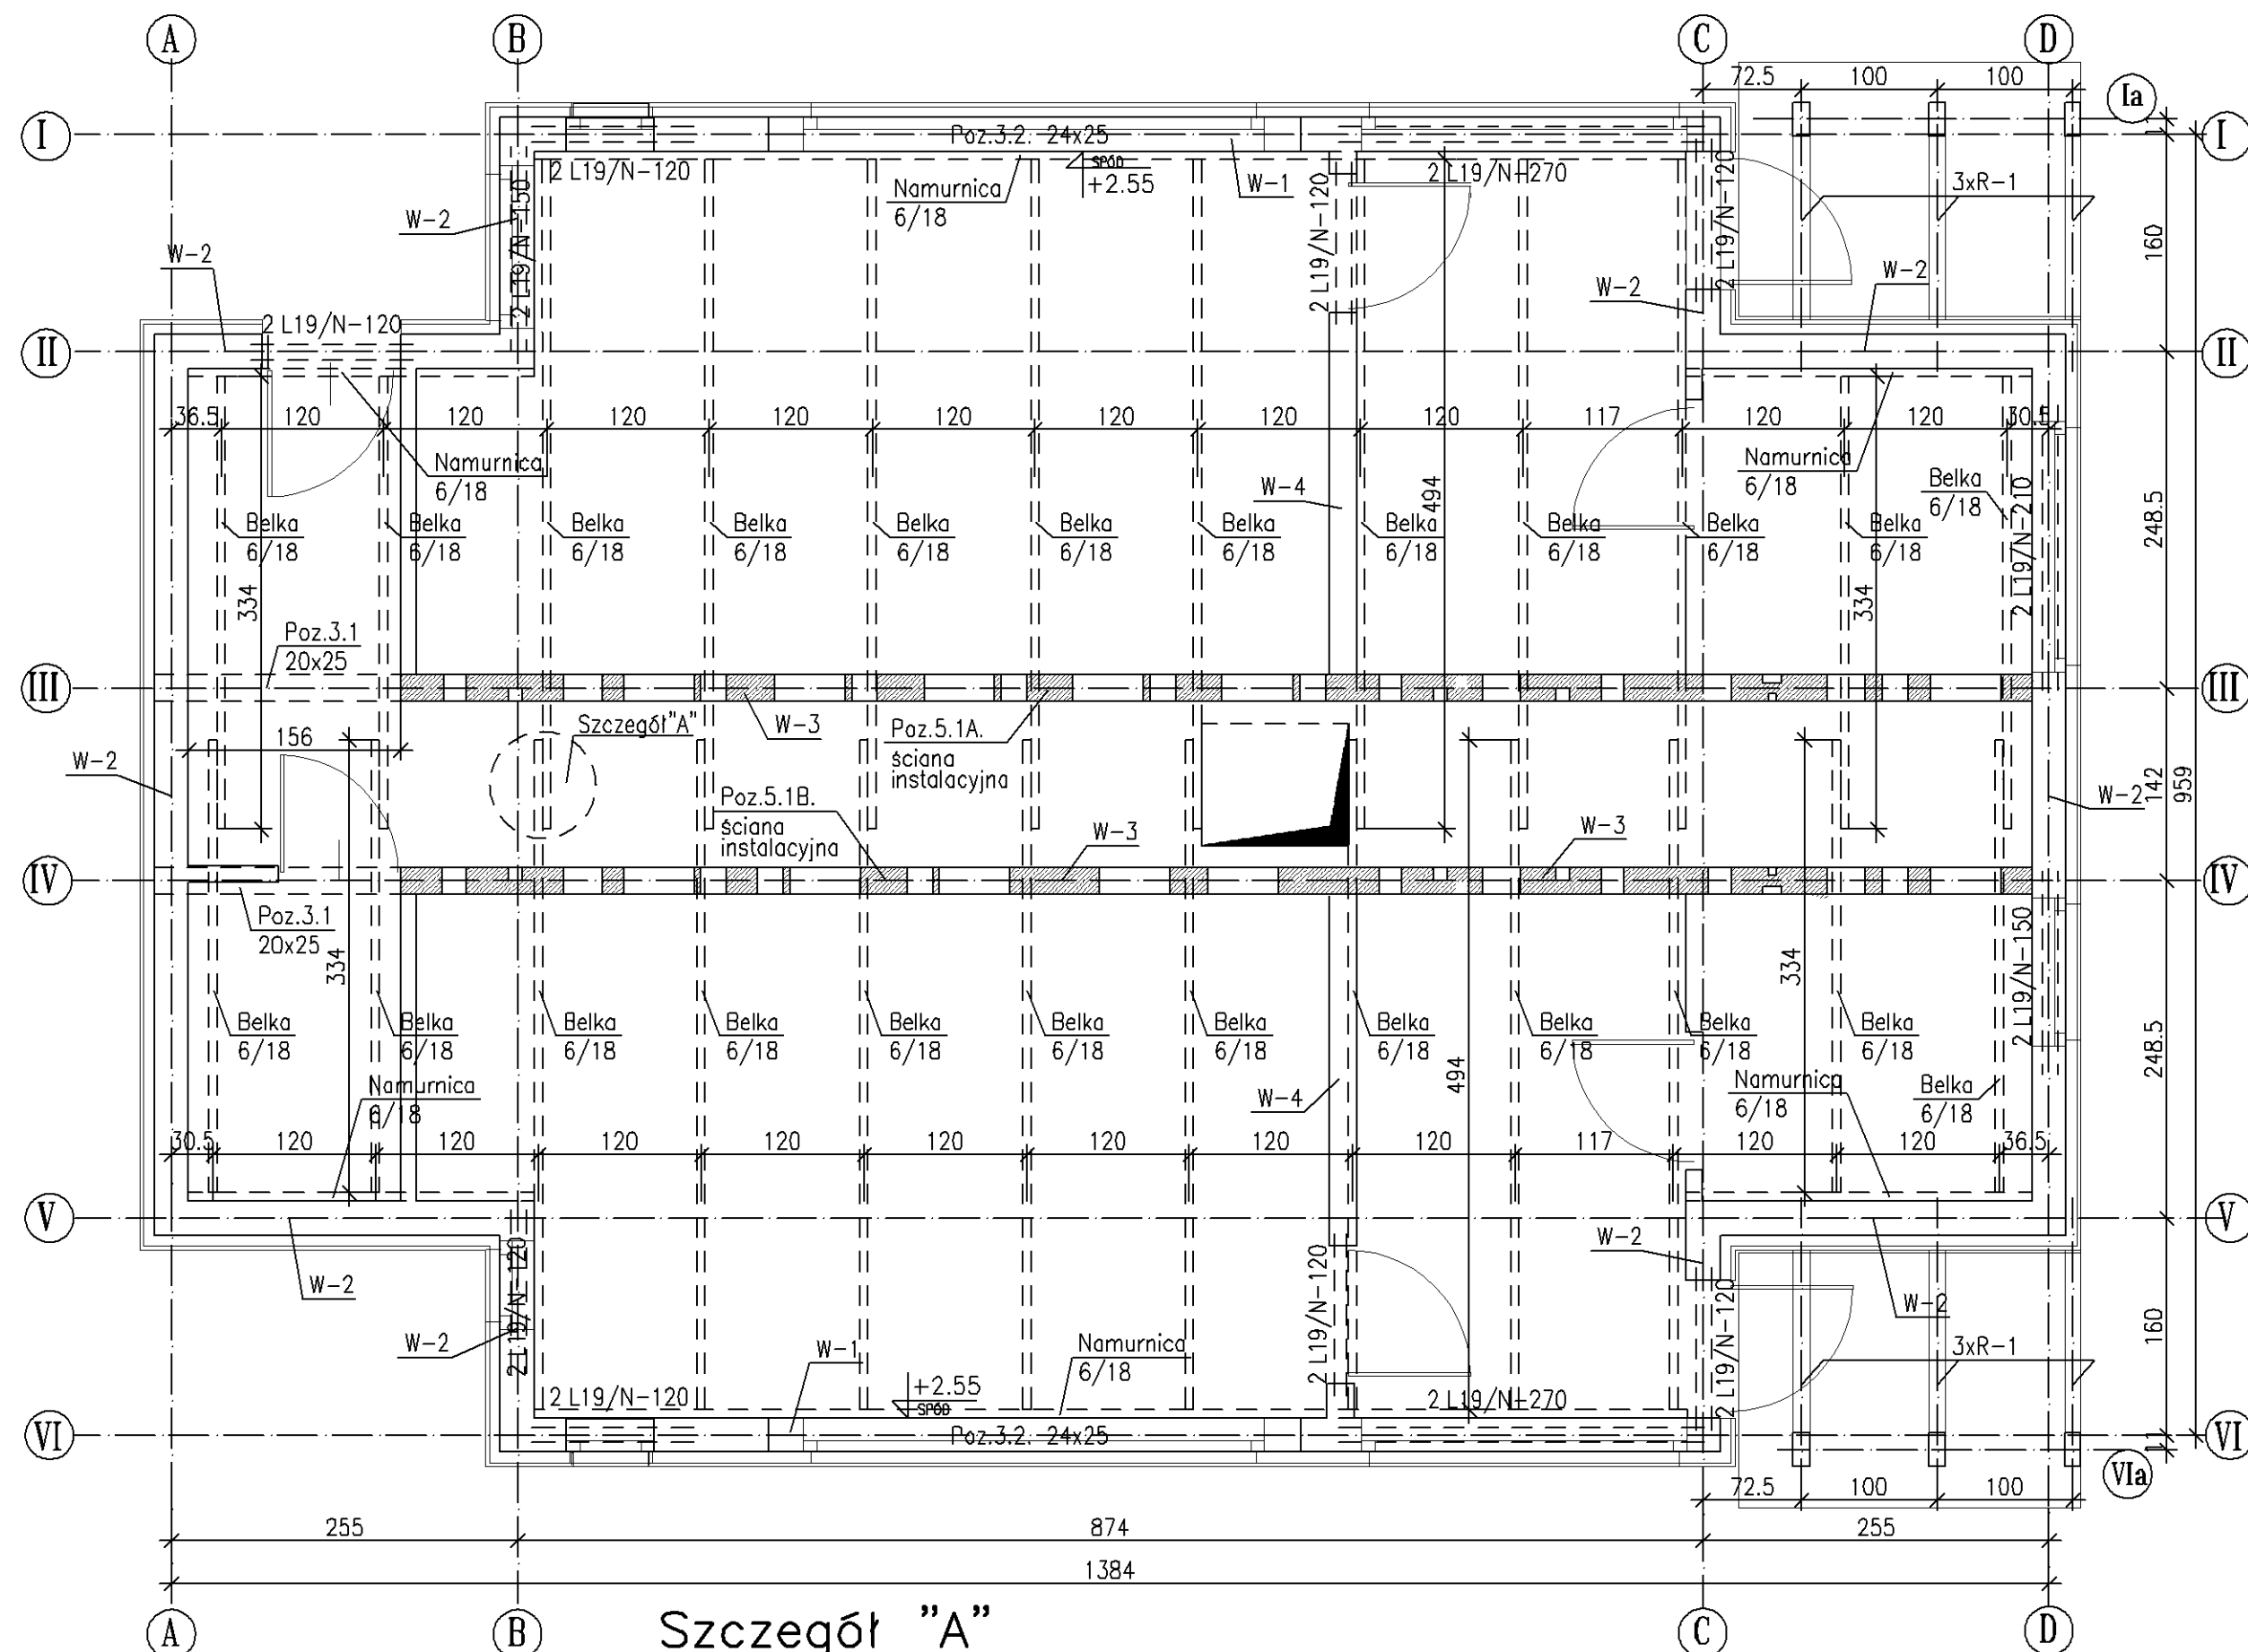 A B C D
72.5 100 100
Ia
I I
Poz.3.2. 24x25
SPÓD
+2.55
2 L19/N-120
Namurnica
6/18
W-1
2 L19/N-270
2 L19/N-150
2 L19/N-120
2 L19/N-120
3xR-1
11
160
W-2
W-2
W-2
W-2
2 L19/N-120
II II
36.5 120 120 120 120 120 120 120 120 117 120 120 30.5
Namurnica
6/18
Namurnica
6/18
W-4
494
Belka
6/18
Belka
6/18
Belka
6/18
Belka
6/18
Belka
6/18
Belka
6/18
Belka
6/18
Belka
6/18
Belka
6/18
Belka
6/18
Belka
6/18
Belka
6/18
2 L19/N-210
248.5
334
334
Poz.3.1
20x25
III III
156
Szczegół"A"
W-3
Poz.5.1A.
ściana
instalacyjna
W-2
Poz.5.1B.
ściana
instalacyjna
W-3
W-3
W-2
142
959
IV IV
Poz.3.1
20x25
334
334
2 L19/N-150
Belka
6/18
Belka
6/18
Belka
6/18
Belka
6/18
Belka
6/18
Belka
6/18
Belka
6/18
Belka
6/18
Belka
6/18
Belka
6/18
Belka
6/18
Belka
6/18
248.5
494
Namurnica
6/18
W-4
Namurnica
6/18
30.5 120 120 120 120 120 120 120 120 117 120 120 36.5
V V
W-2
W-2
W-2
W-2
2 L19/N-120
2 L19/N-120
2 L19/N-120
W-1
Namurnica
6/18
3xR-1
160
2 L19/N-120
+2.55
SPÓD
2 L19/N-270
VI VI
Poz.3.2. 24x25
11
VIa
72.5 100 100
255 874 255
1384
A B C D
Szczegół "A"